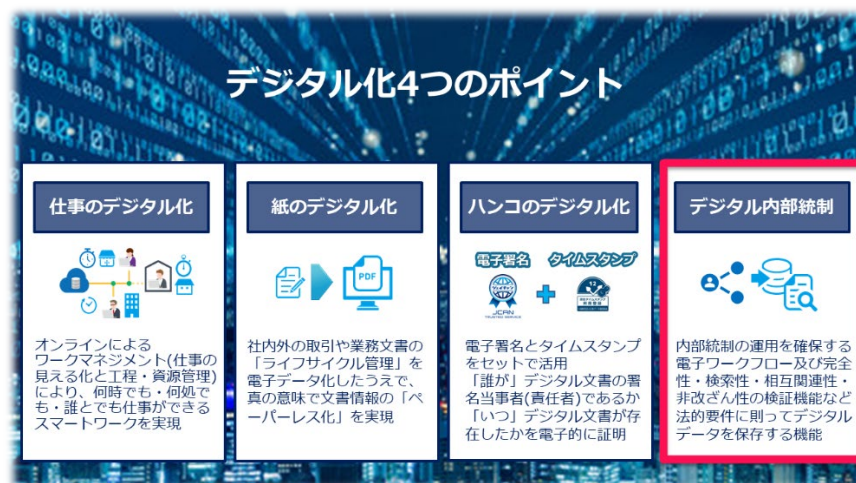 デジタル化4つのポイント
仕事のデジタル化
オンラインによる
ワークマネジメント(仕事の
見える化と工程・資源管理)
により、何時でも・何処で
も・誰とでも仕事ができる
スマートワークを実現
紙のデジタル化
PDF
社内外の取引や業務文書の
「ライフサイクル管理」を
電子データ化したうえで、
真の意味で文書情報の「ペ
ーパーレス化」を実現
ハンコのデジタル化
電子署名 タイムスタンプ
JCAN
TRUSTED SERVICE
電子署名とタイムスタンプ
をセットで活用
「誰が」デジタル文書の署
名当事者(責任者)であるか
「いつ」デジタル文書が存
在したかを電子的に証明
デジタル内部統制
内部統制の運用を確保する
電子ワークフロー及び完全
性・検索性・相互関連性・
非改ざん性の検証機能など
法的要件に則ってデジタル
データを保存する機能